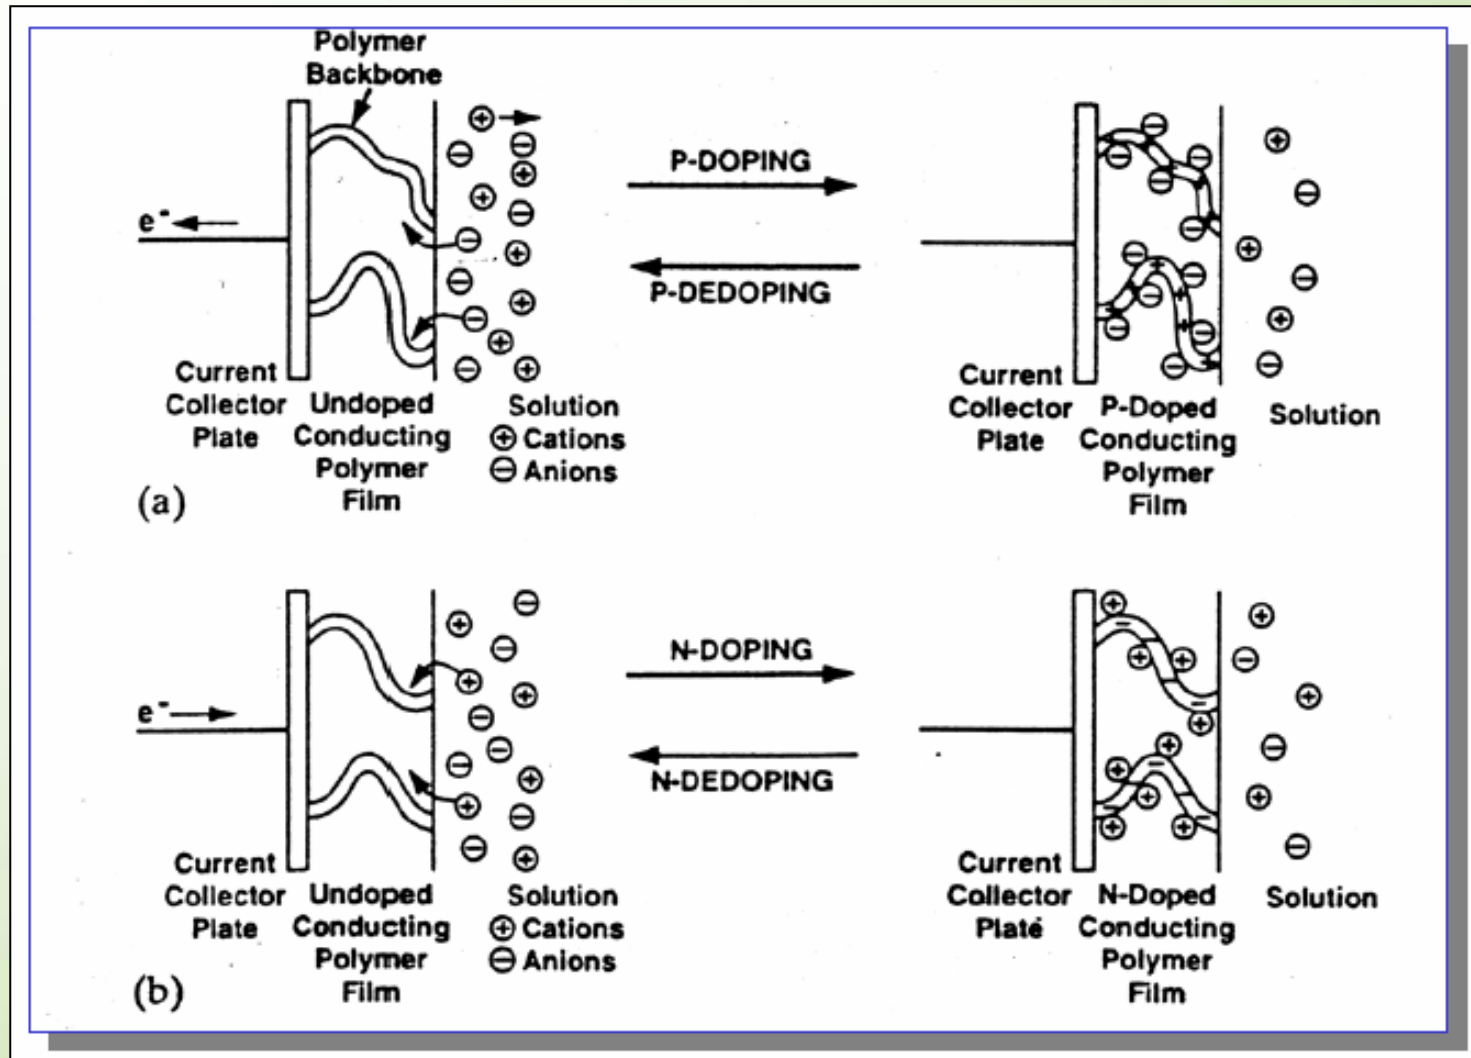 Polymer
Backbone
e⁻
P-DOPING
P-DEDOPING
Current
Collector
Plate
Undoped
Conducting
Polymer
Film
Solution
⊕ Cations
⊖ Anions
Current
Collector
Plate
P-Doped
Conducting
Polymer
Film
Solution
(a)
e⁻
N-DOPING
N-DEDOPING
Current
Collector
Plate
Undoped
Conducting
Polymer
Film
Solution
⊕ Cations
⊖ Anions
Current
Collector
Plate
N-Doped
Conducting
Polymer
Film
Solution
(b)